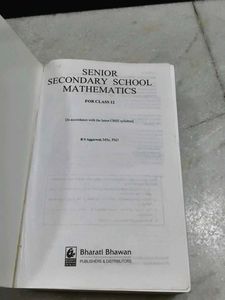 SENIOR
SECONDARY SCHOOL
MATHEMATICS
FOR CLASS 12
[In accordance with the latest CBSE syllabus]
R S Aggarwal, MSc, PhD
Bharati Bhawan
PUBLISHERS & DISTRIBUTORS